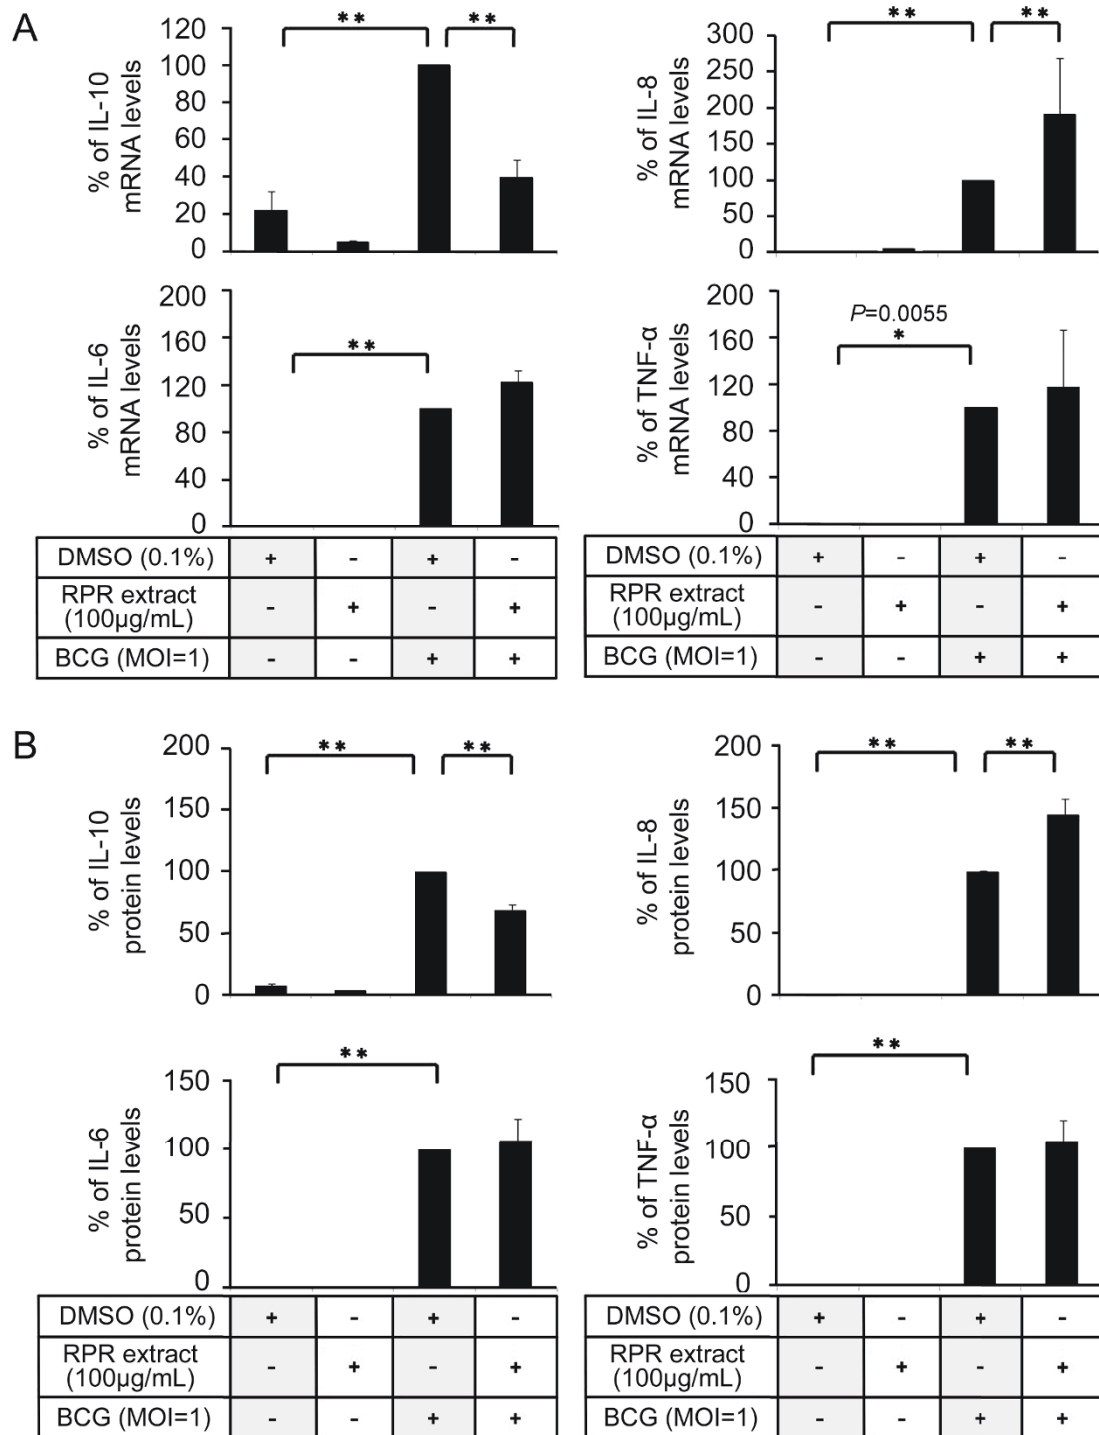 A
% of IL-10
mRNA levels
120
100
80
60
40
20
0
** **
% of IL-8
mRNA levels
300
250
200
150
100
50
0
** **
% of IL-6
mRNA levels
200
160
120
80
40
0
**
% of TNF-α
mRNA levels
200
160
120
80
40
0
P=0.0055
*
DMSO (0.1%) + - + -
RPR extract
(100µg/mL) - + - +
BCG (MOI=1) - - + +
DMSO (0.1%) + - + -
RPR extract
(100µg/mL) - + - +
BCG (MOI=1) - - + +
B
% of IL-10
protein levels
200
150
100
50
0
** **
% of IL-8
protein levels
200
150
100
50
0
** **
% of IL-6
protein levels
150
100
50
0
**
% of TNF-α
protein levels
150
100
50
0
**
DMSO (0.1%) + - + -
RPR extract
(100µg/mL) - + - +
BCG (MOI=1) - - + +
DMSO (0.1%) + - + -
RPR extract
(100µg/mL) - + - +
BCG (MOI=1) - - + +